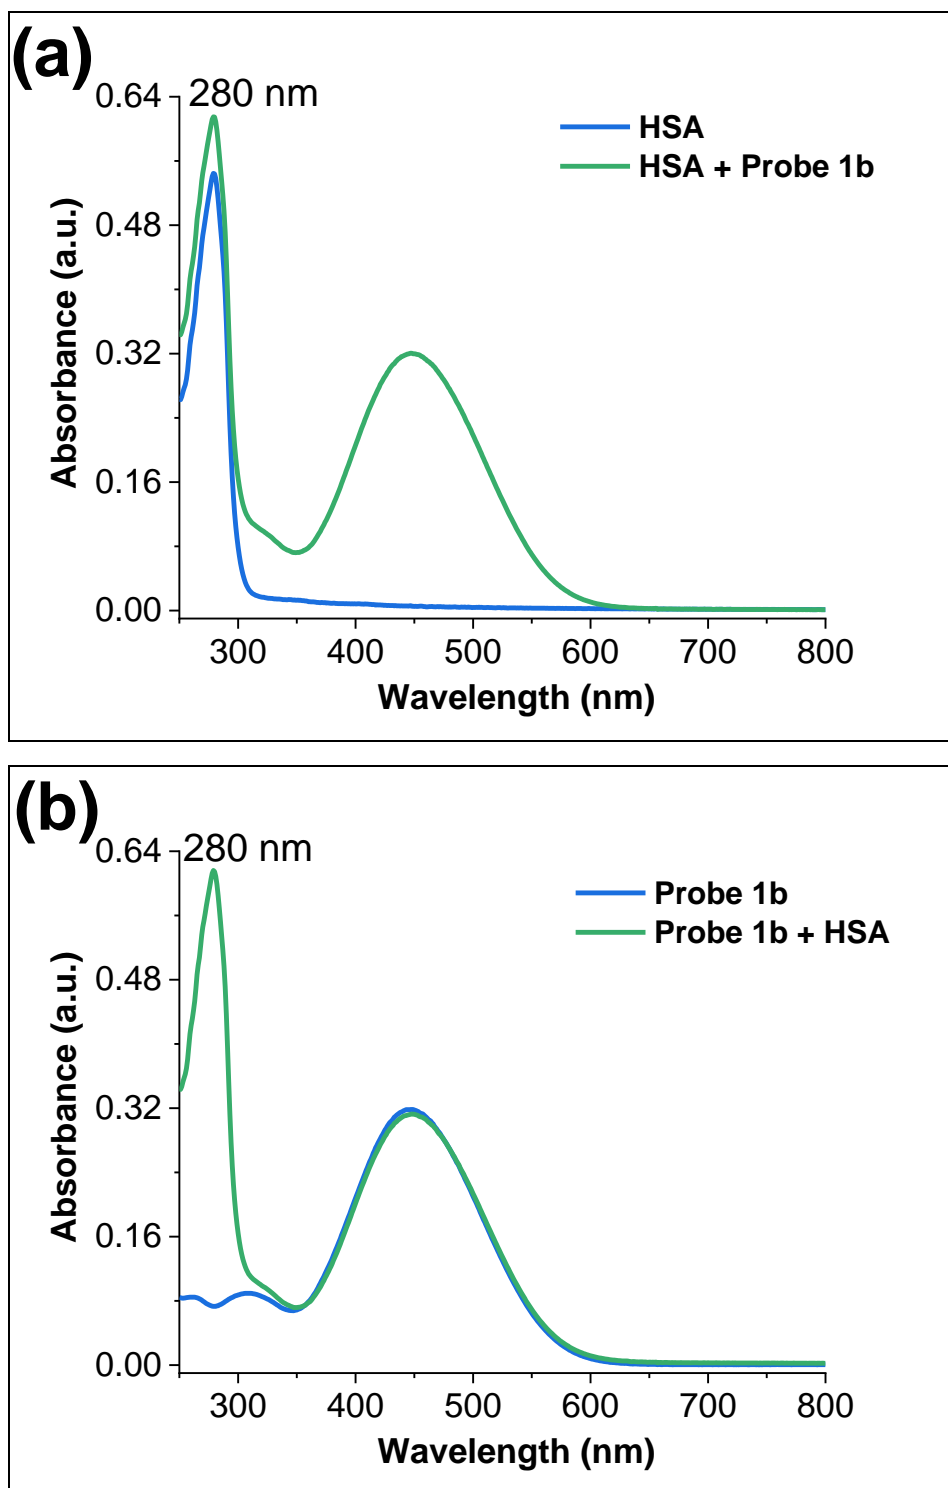 (a)
280 nm
0.64
0.48
0.32
0.16
0.00
Absorbance (a.u.)
HSA
HSA + Probe 1b
300 400 500 600 700 800
Wavelength (nm)
(b)
280 nm
0.64
0.48
0.32
0.16
0.00
Absorbance (a.u.)
Probe 1b
Probe 1b + HSA
300 400 500 600 700 800
Wavelength (nm)